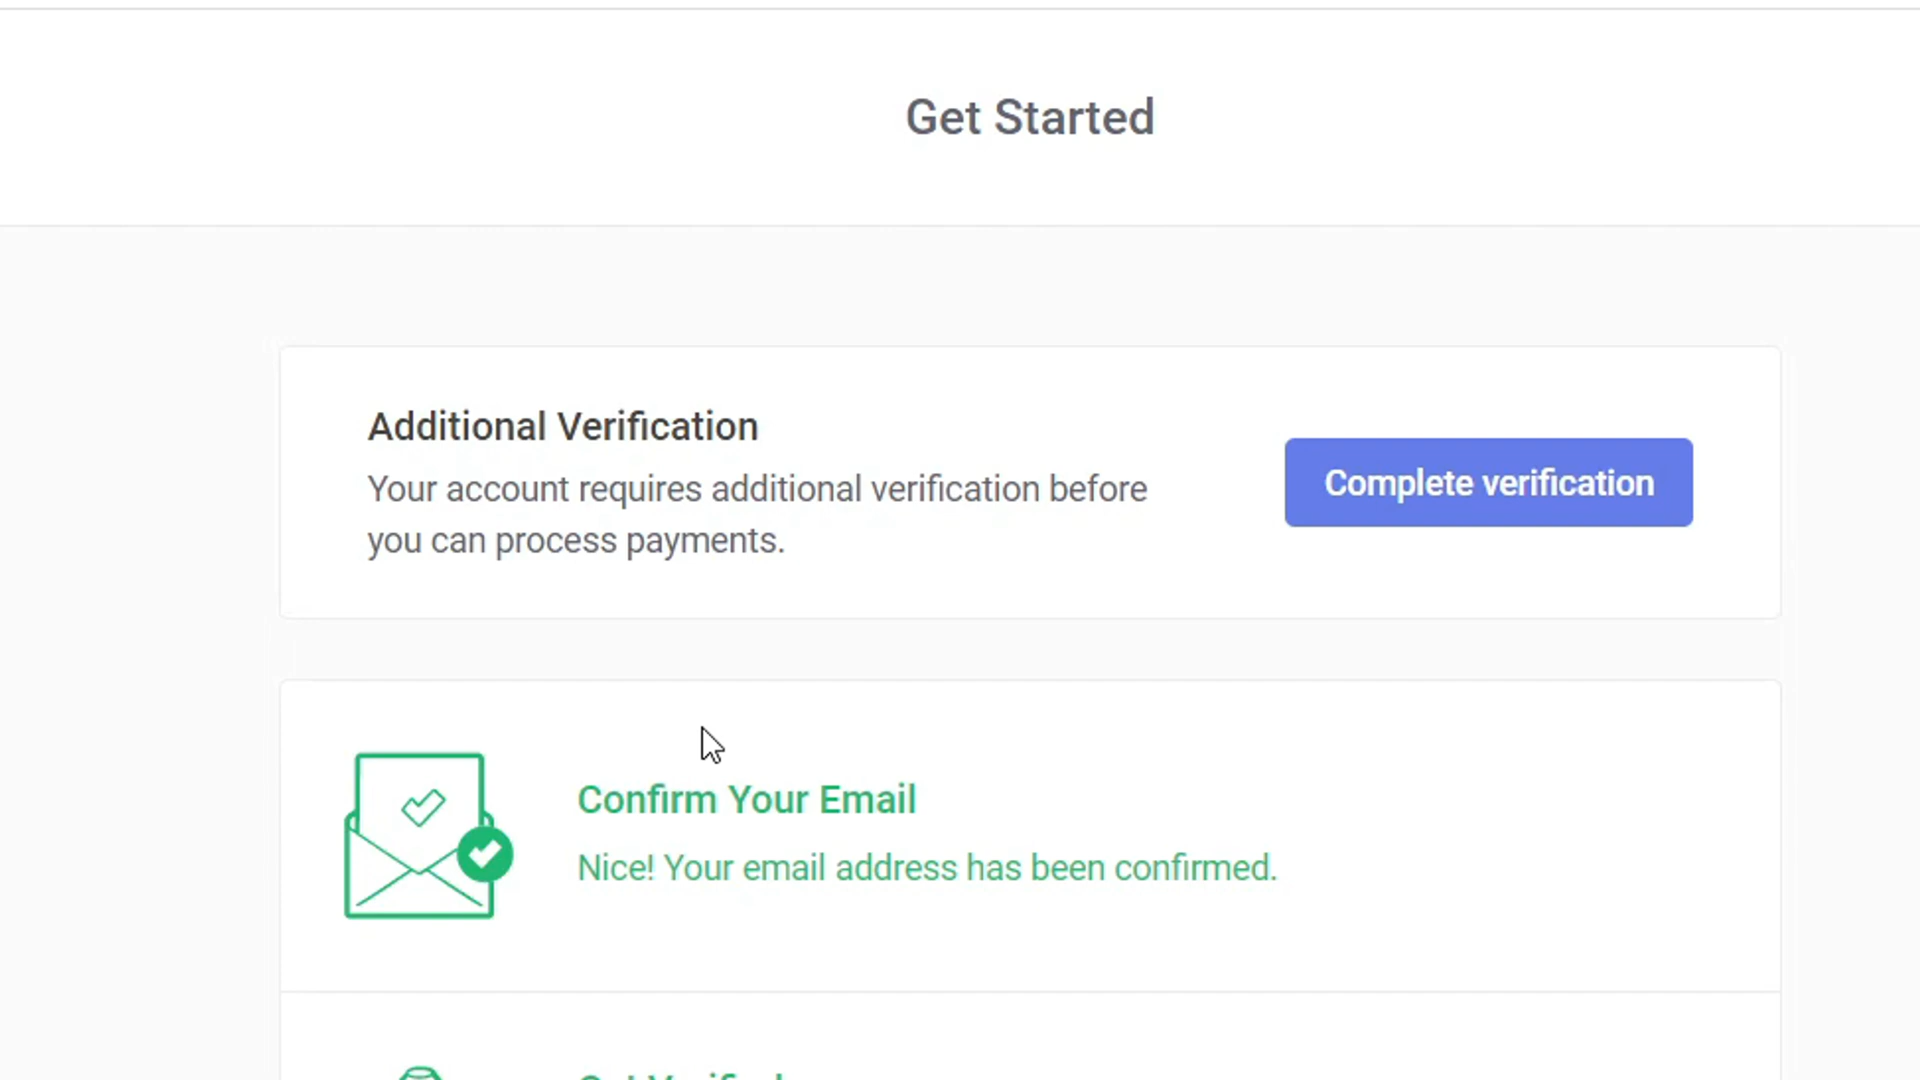 Get Started
Additional Verification
Your account requires additional verification before
you can process payments.
Complete verification
Confirm Your Email
Nice! Your email address has been confirmed.